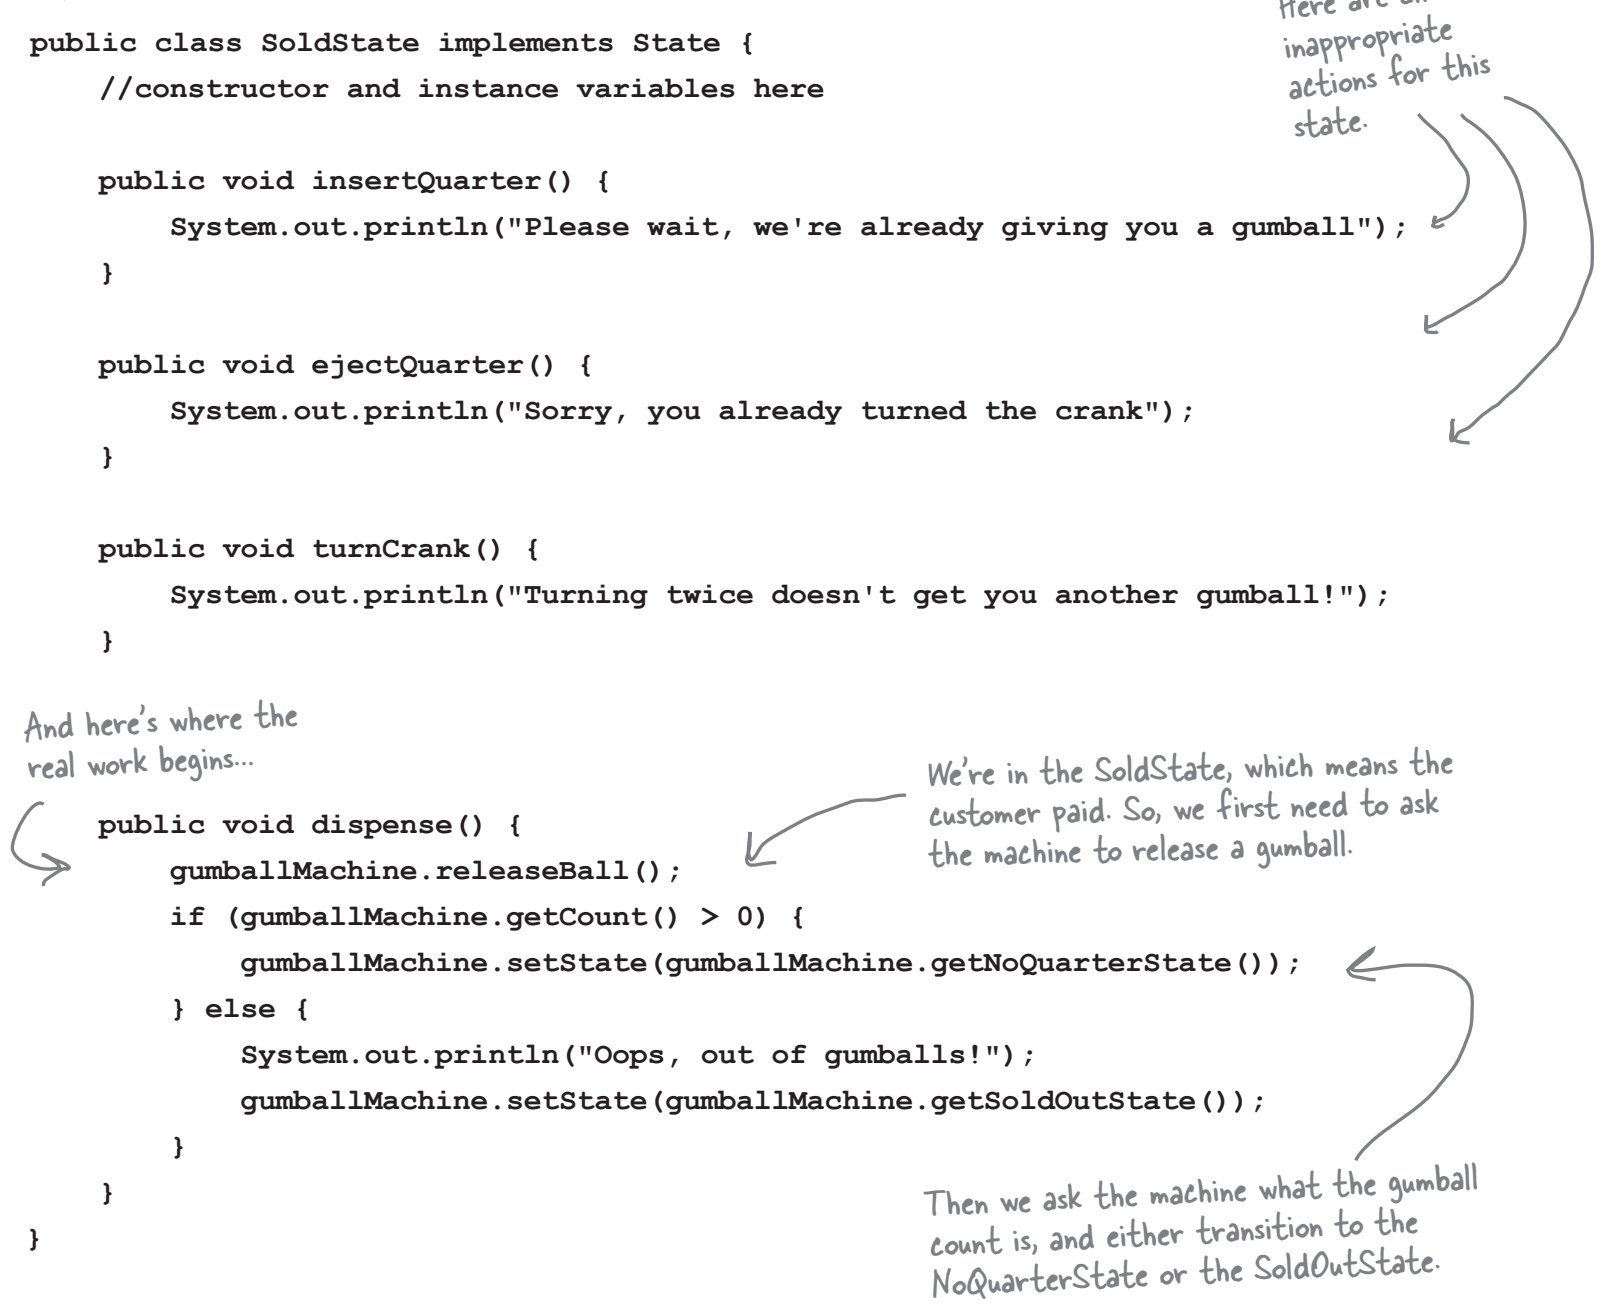 Here are
inappropriate
actions for this
state.
public class SoldState implements State {
//constructor and instance variables here
public void insertQuarter() {
System.out.println("Please wait, we're already giving you a gumball");
}
public void ejectQuarter() {
System.out.println("Sorry, you already turned the crank");
}
public void turnCrank() {
System.out.println("Turning twice doesn't get you another gumball!");
}
And here's where the
real work begins...
public void dispense() {
gumballMachine.releaseBall();
if (gumballMachine.getCount() > 0) {
gumballMachine.setState(gumballMachine.getNoQuarterState());
} else {
System.out.println("Oops, out of gumballs!");
gumballMachine.setState(gumballMachine.getSoldOutState());
}
}
}
We're in the SoldState, which means the
customer paid. So, we first need to ask
the machine to release a gumball.
Then we ask the machine what the gumball
count is, and either transition to the
NoQuarterState or the SoldOutState.